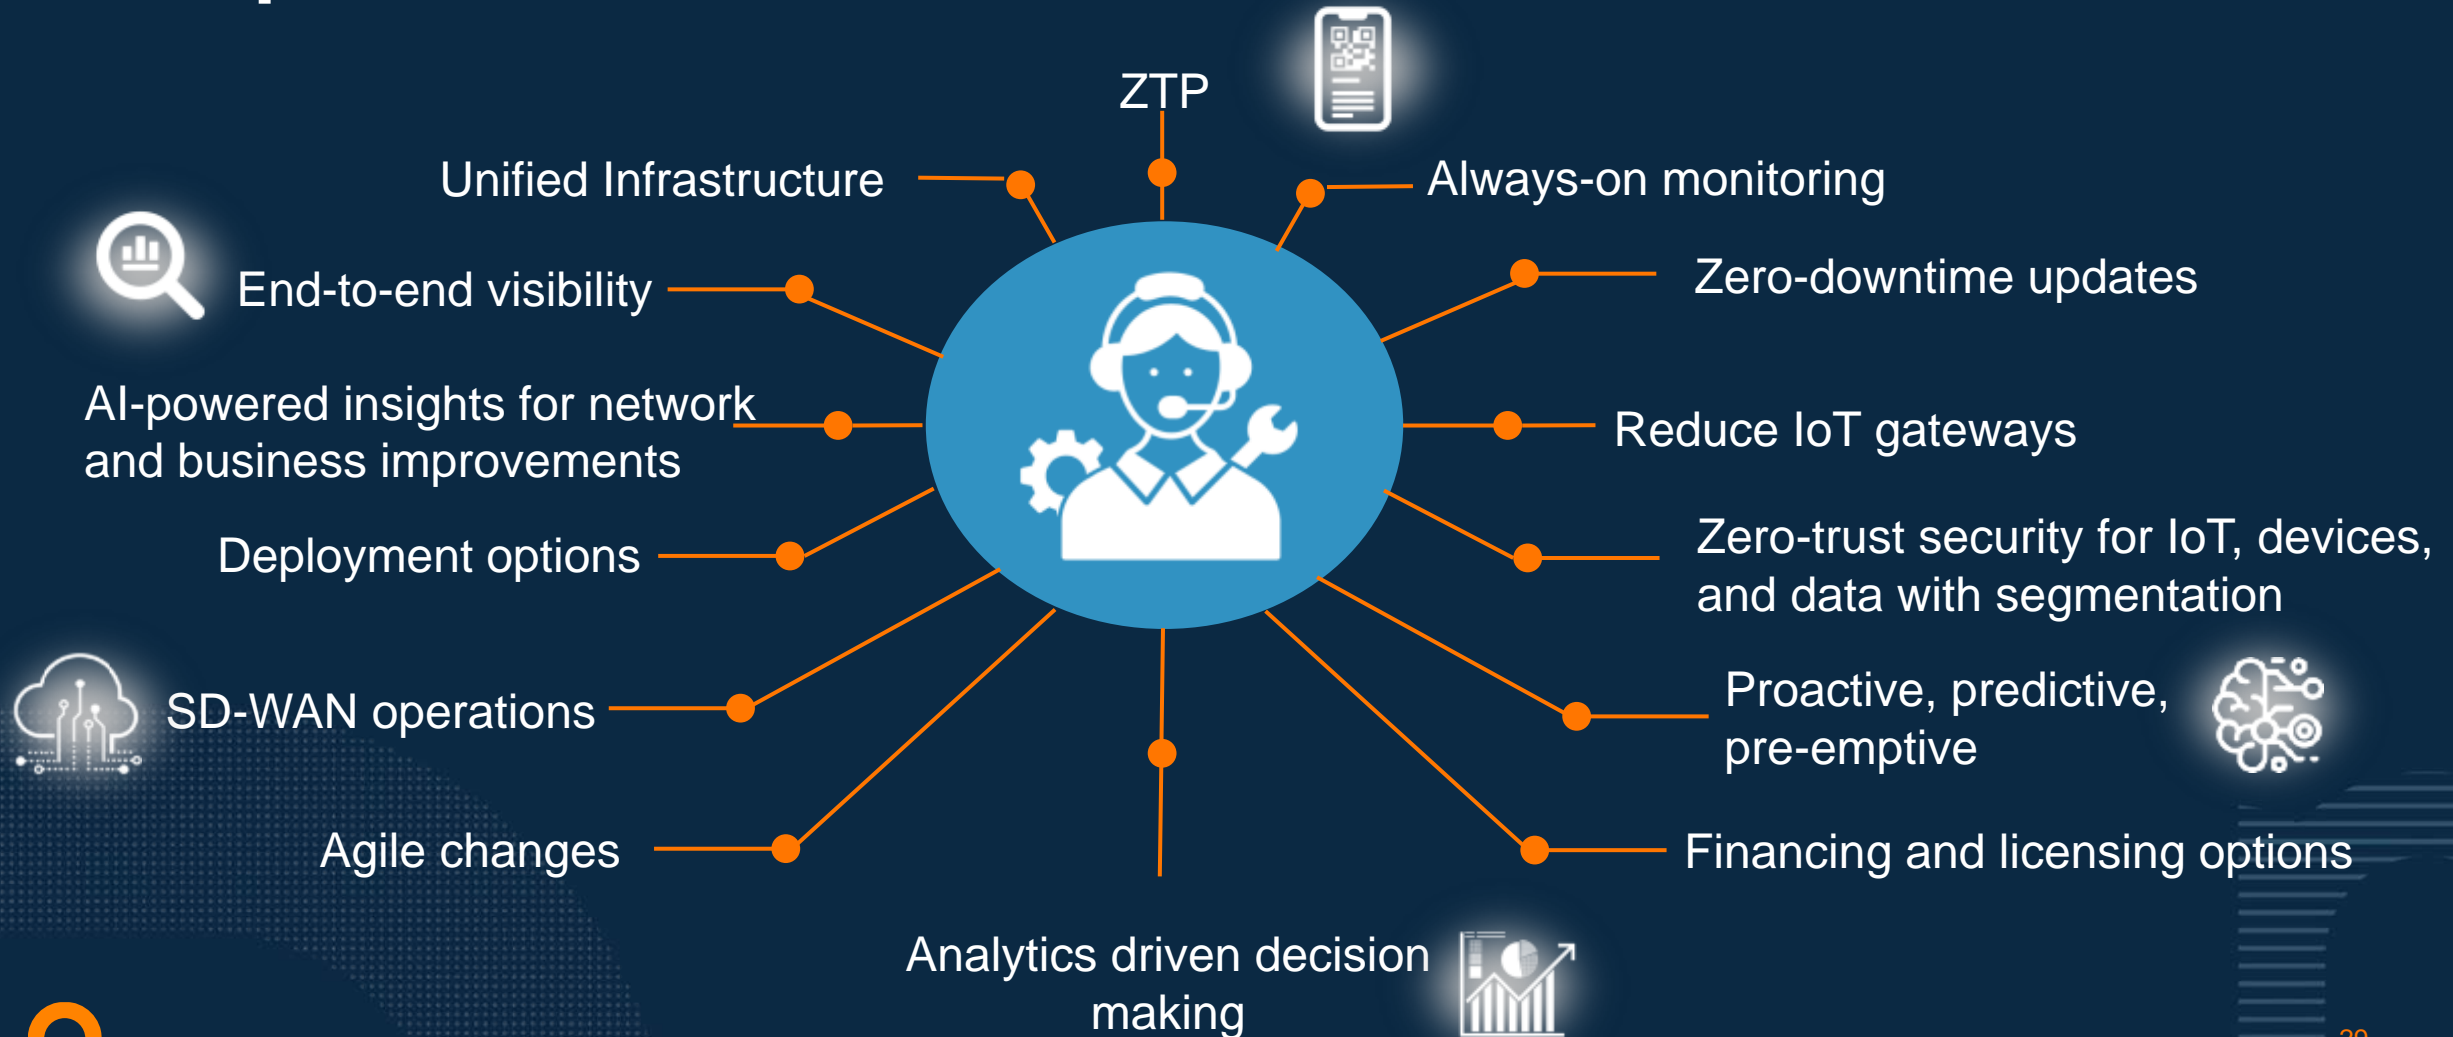 ZTP
Unified Infrastructure
Always-on monitoring
End-to-end visibility
Zero-downtime updates
AI-powered insights for network
and business improvements
Reduce IoT gateways
Deployment options
Zero-trust security for IoT, devices,
and data with segmentation
SD-WAN operations
Proactive, predictive,
pre-emptive
Agile changes
Financing and licensing options
Analytics driven decision
making